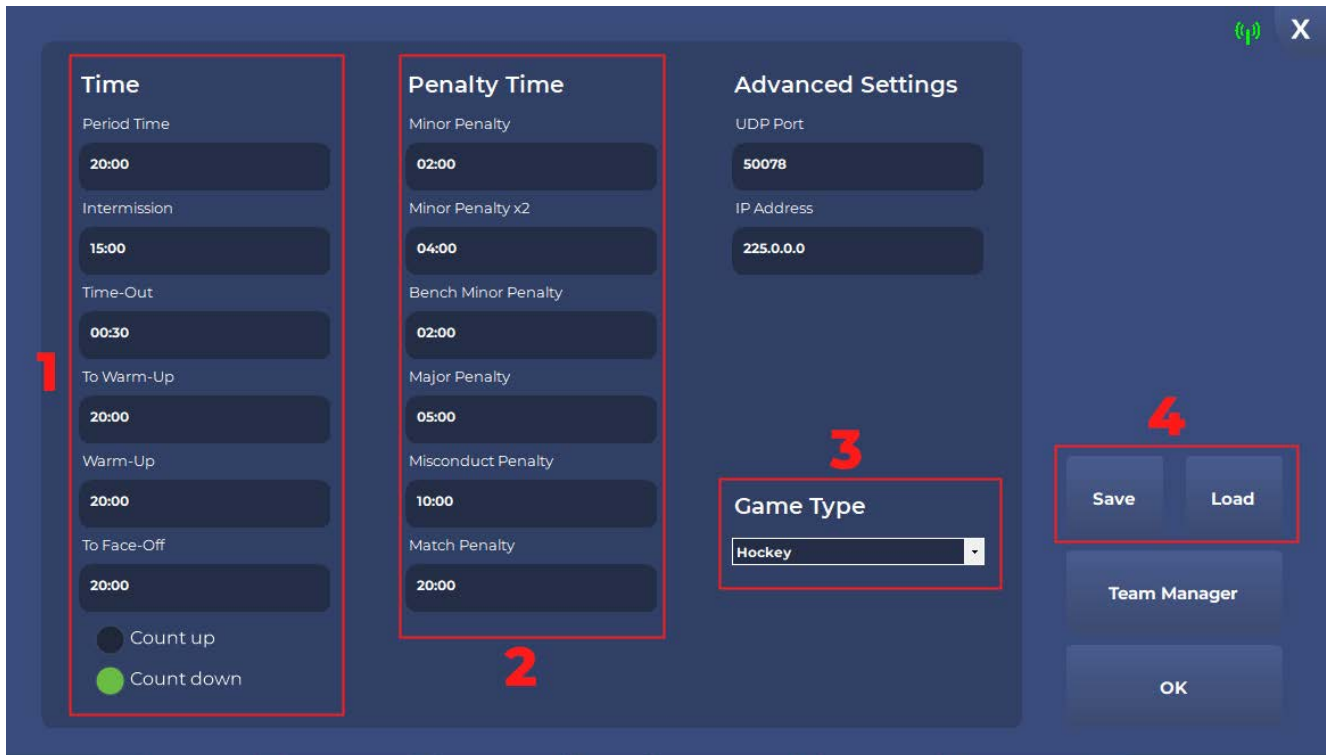 X
Time
Period Time
20:00
Intermission
15:00
Time-Out
00:30
To Warm-Up
20:00
Warm-Up
20:00
To Face-Off
20:00
Count up
Count down
1
Penalty Time
Minor Penalty
02:00
Minor Penalty x2
04:00
Bench Minor Penalty
02:00
Major Penalty
05:00
Misconduct Penalty
10:00
Match Penalty
20:00
2
Advanced Settings
UDP Port
50078
IP Address
225.0.0.0
3
Game Type
Hockey
4
Save Load
Team Manager
OK